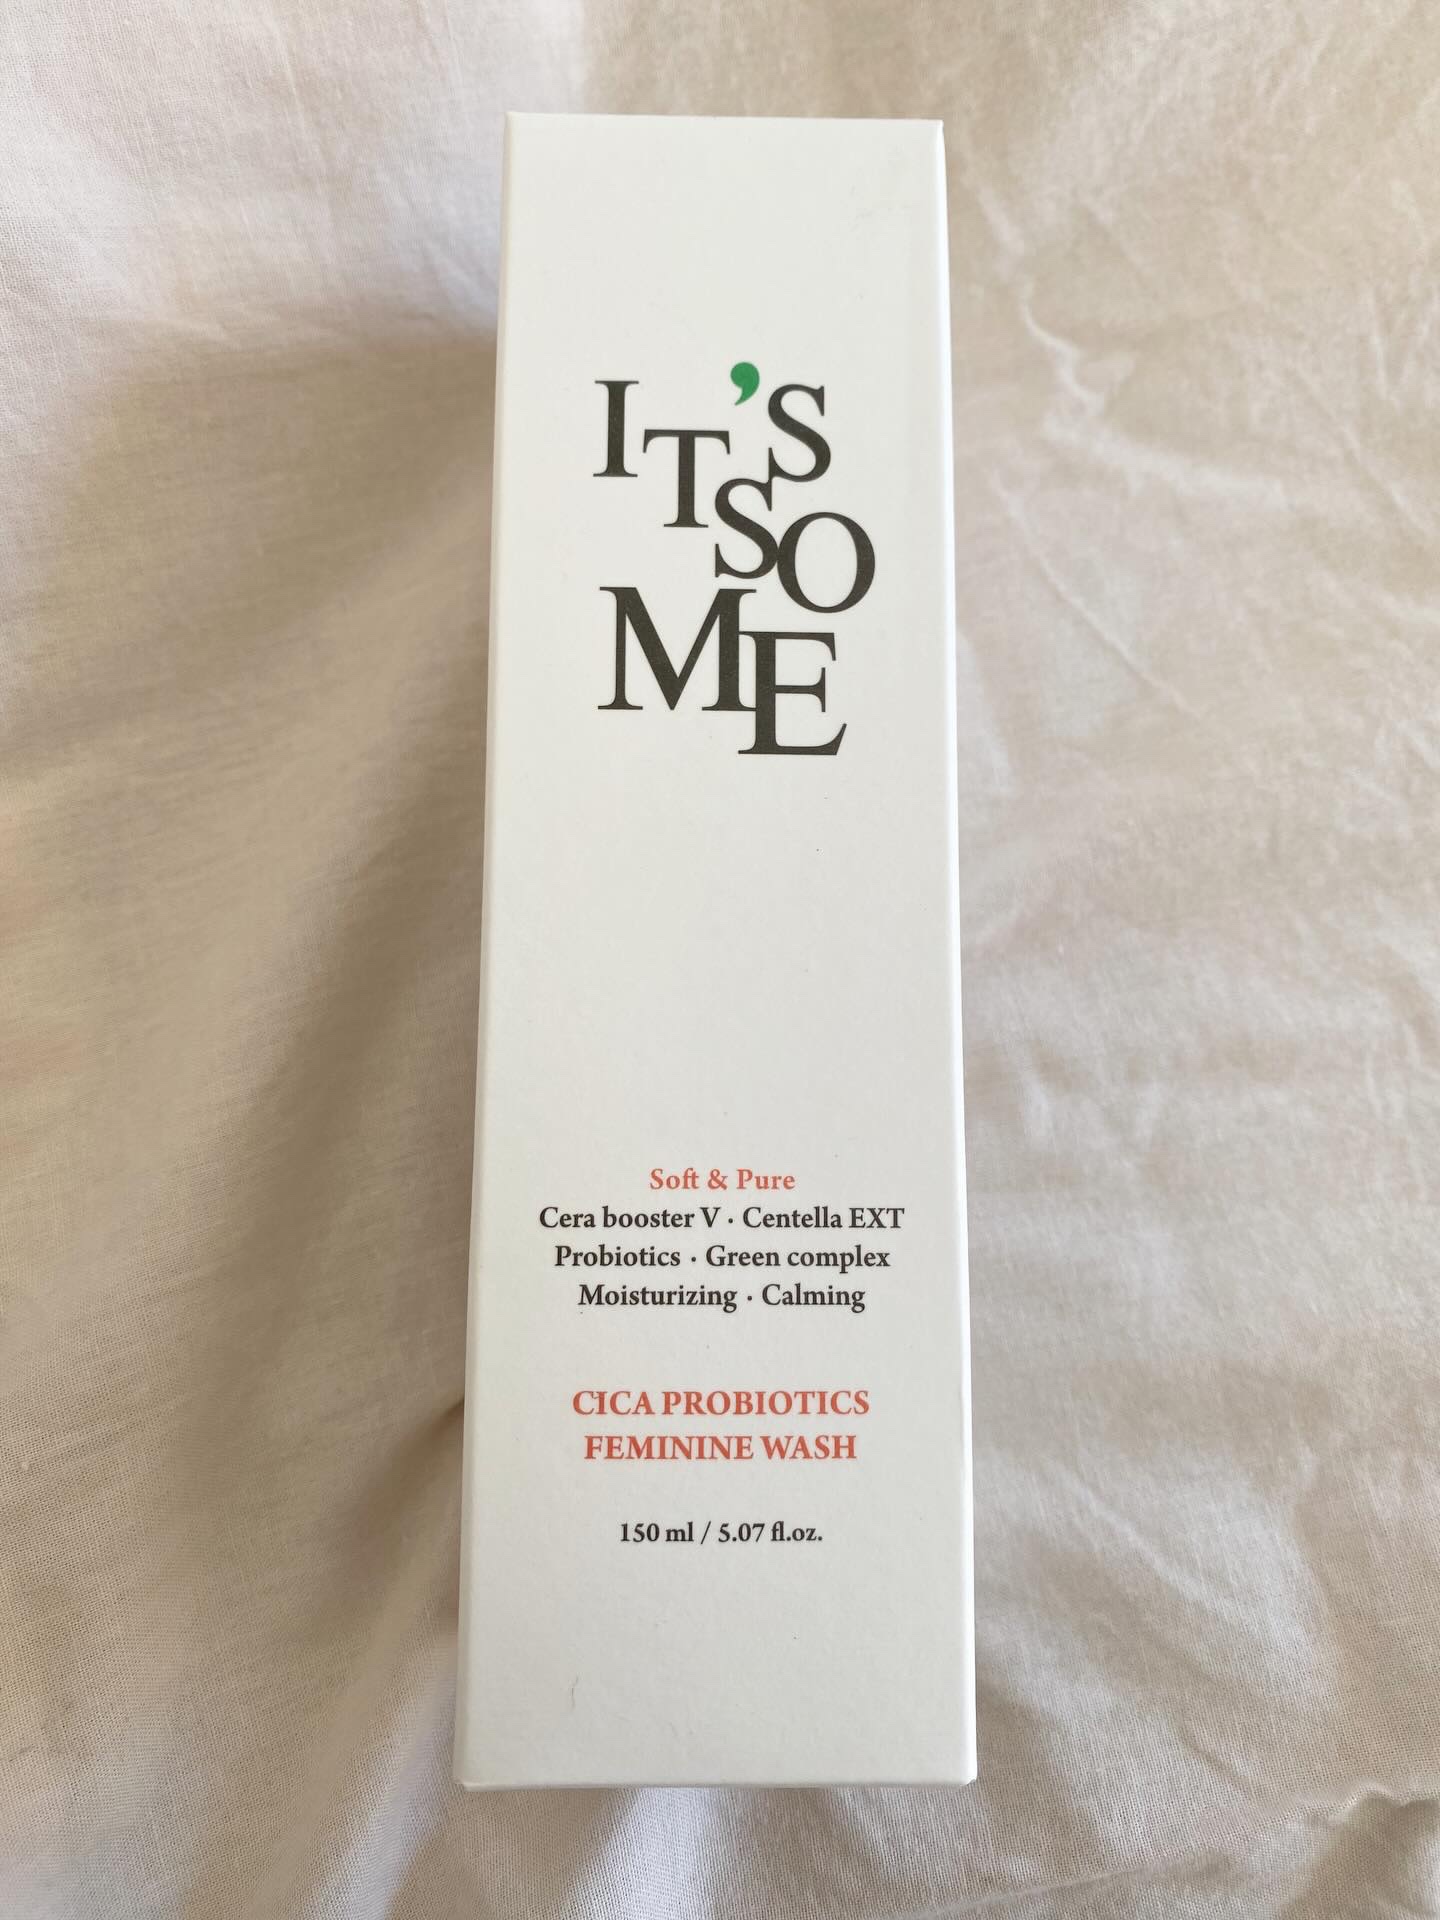 IT'S
SO
ME
Soft & Pure
Cera booster V · Centella EXT
Probiotics · Green complex
Moisturizing · Calming
CICA PROBIOTICS
FEMININE WASH
150 ml / 5.07 fl.oz.